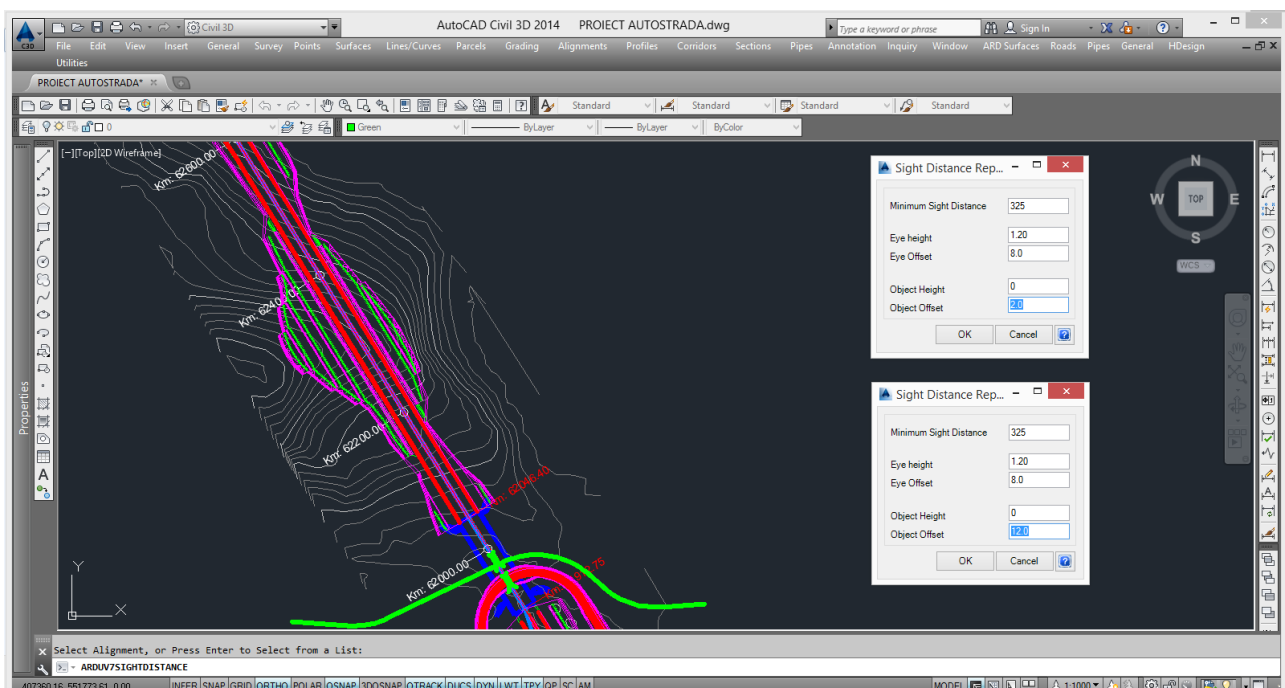 Civil 3D
AutoCAD Civil 3D 2014 PROIECT AUTOSTRADA.dwg
Type a keyword or phrase
Sign In
C3D
File Edit View Insert General Survey Points Surfaces Lines/Curves Parcels Grading Alignments Profiles Corridors Sections Pipes Annotation Inquiry Window ARD Surfaces Roads Pipes General HDesign
Utilities
PROIECT AUTOSTRADA*
Standard Standard Standard Standard
0 Green ByLayer ByLayer ByColor
[−][Top][2D Wireframe]
Km: 62600.00
Km: 62200.00
Km: 62046.40
Km: 62000.00
Y
X
Properties
Sight Distance Rep...
Minimum Sight Distance 325
Eye height 1.20
Eye Offset 8.0
Object Height 0
Object Offset 2.0
OK Cancel
Sight Distance Rep...
Minimum Sight Distance 325
Eye height 1.20
Eye Offset 8.0
Object Height 0
Object Offset 12.0
OK Cancel
N
W TOP E
S
WCS
Select Alignment, or Press Enter to Select from a List:
ARDUV7SIGHTDISTANCE
INFER SNAP GRID ORTHO POLAR OSNAP 3DOSNAP OTRACK DUCS DYN LWT TPY QP SC AM
MODEL 1:1000